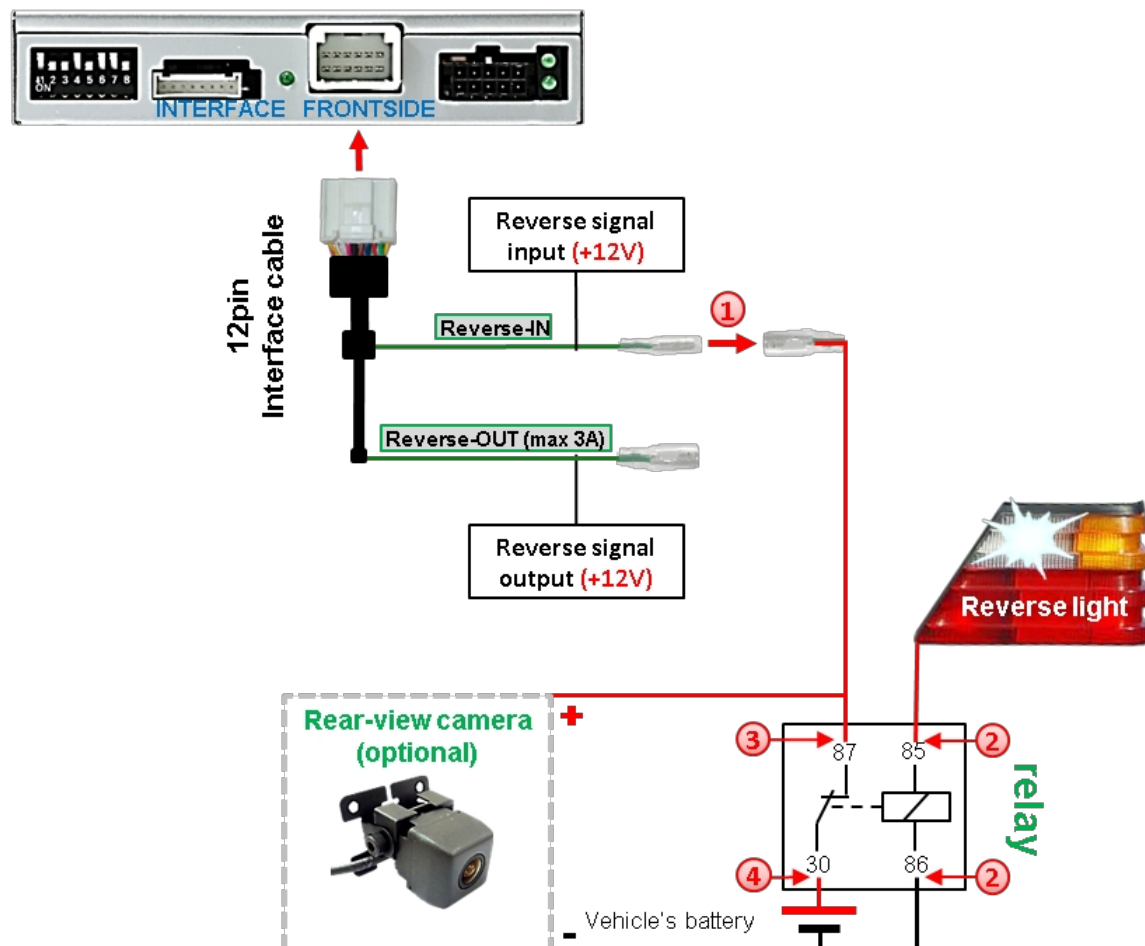 1 2 3 4 5 6 7 8
ON
INTERFACE FRONTSIDE
12pin
Interface cable
Reverse signal
input (+12V)
Reverse-IN
1
Reverse-OUT (max 3A)
Reverse signal
output (+12V)
Reverse light
Rear-view camera
(optional)
+
3
87
85
2
relay
4
30
86
2
- Vehicle's battery